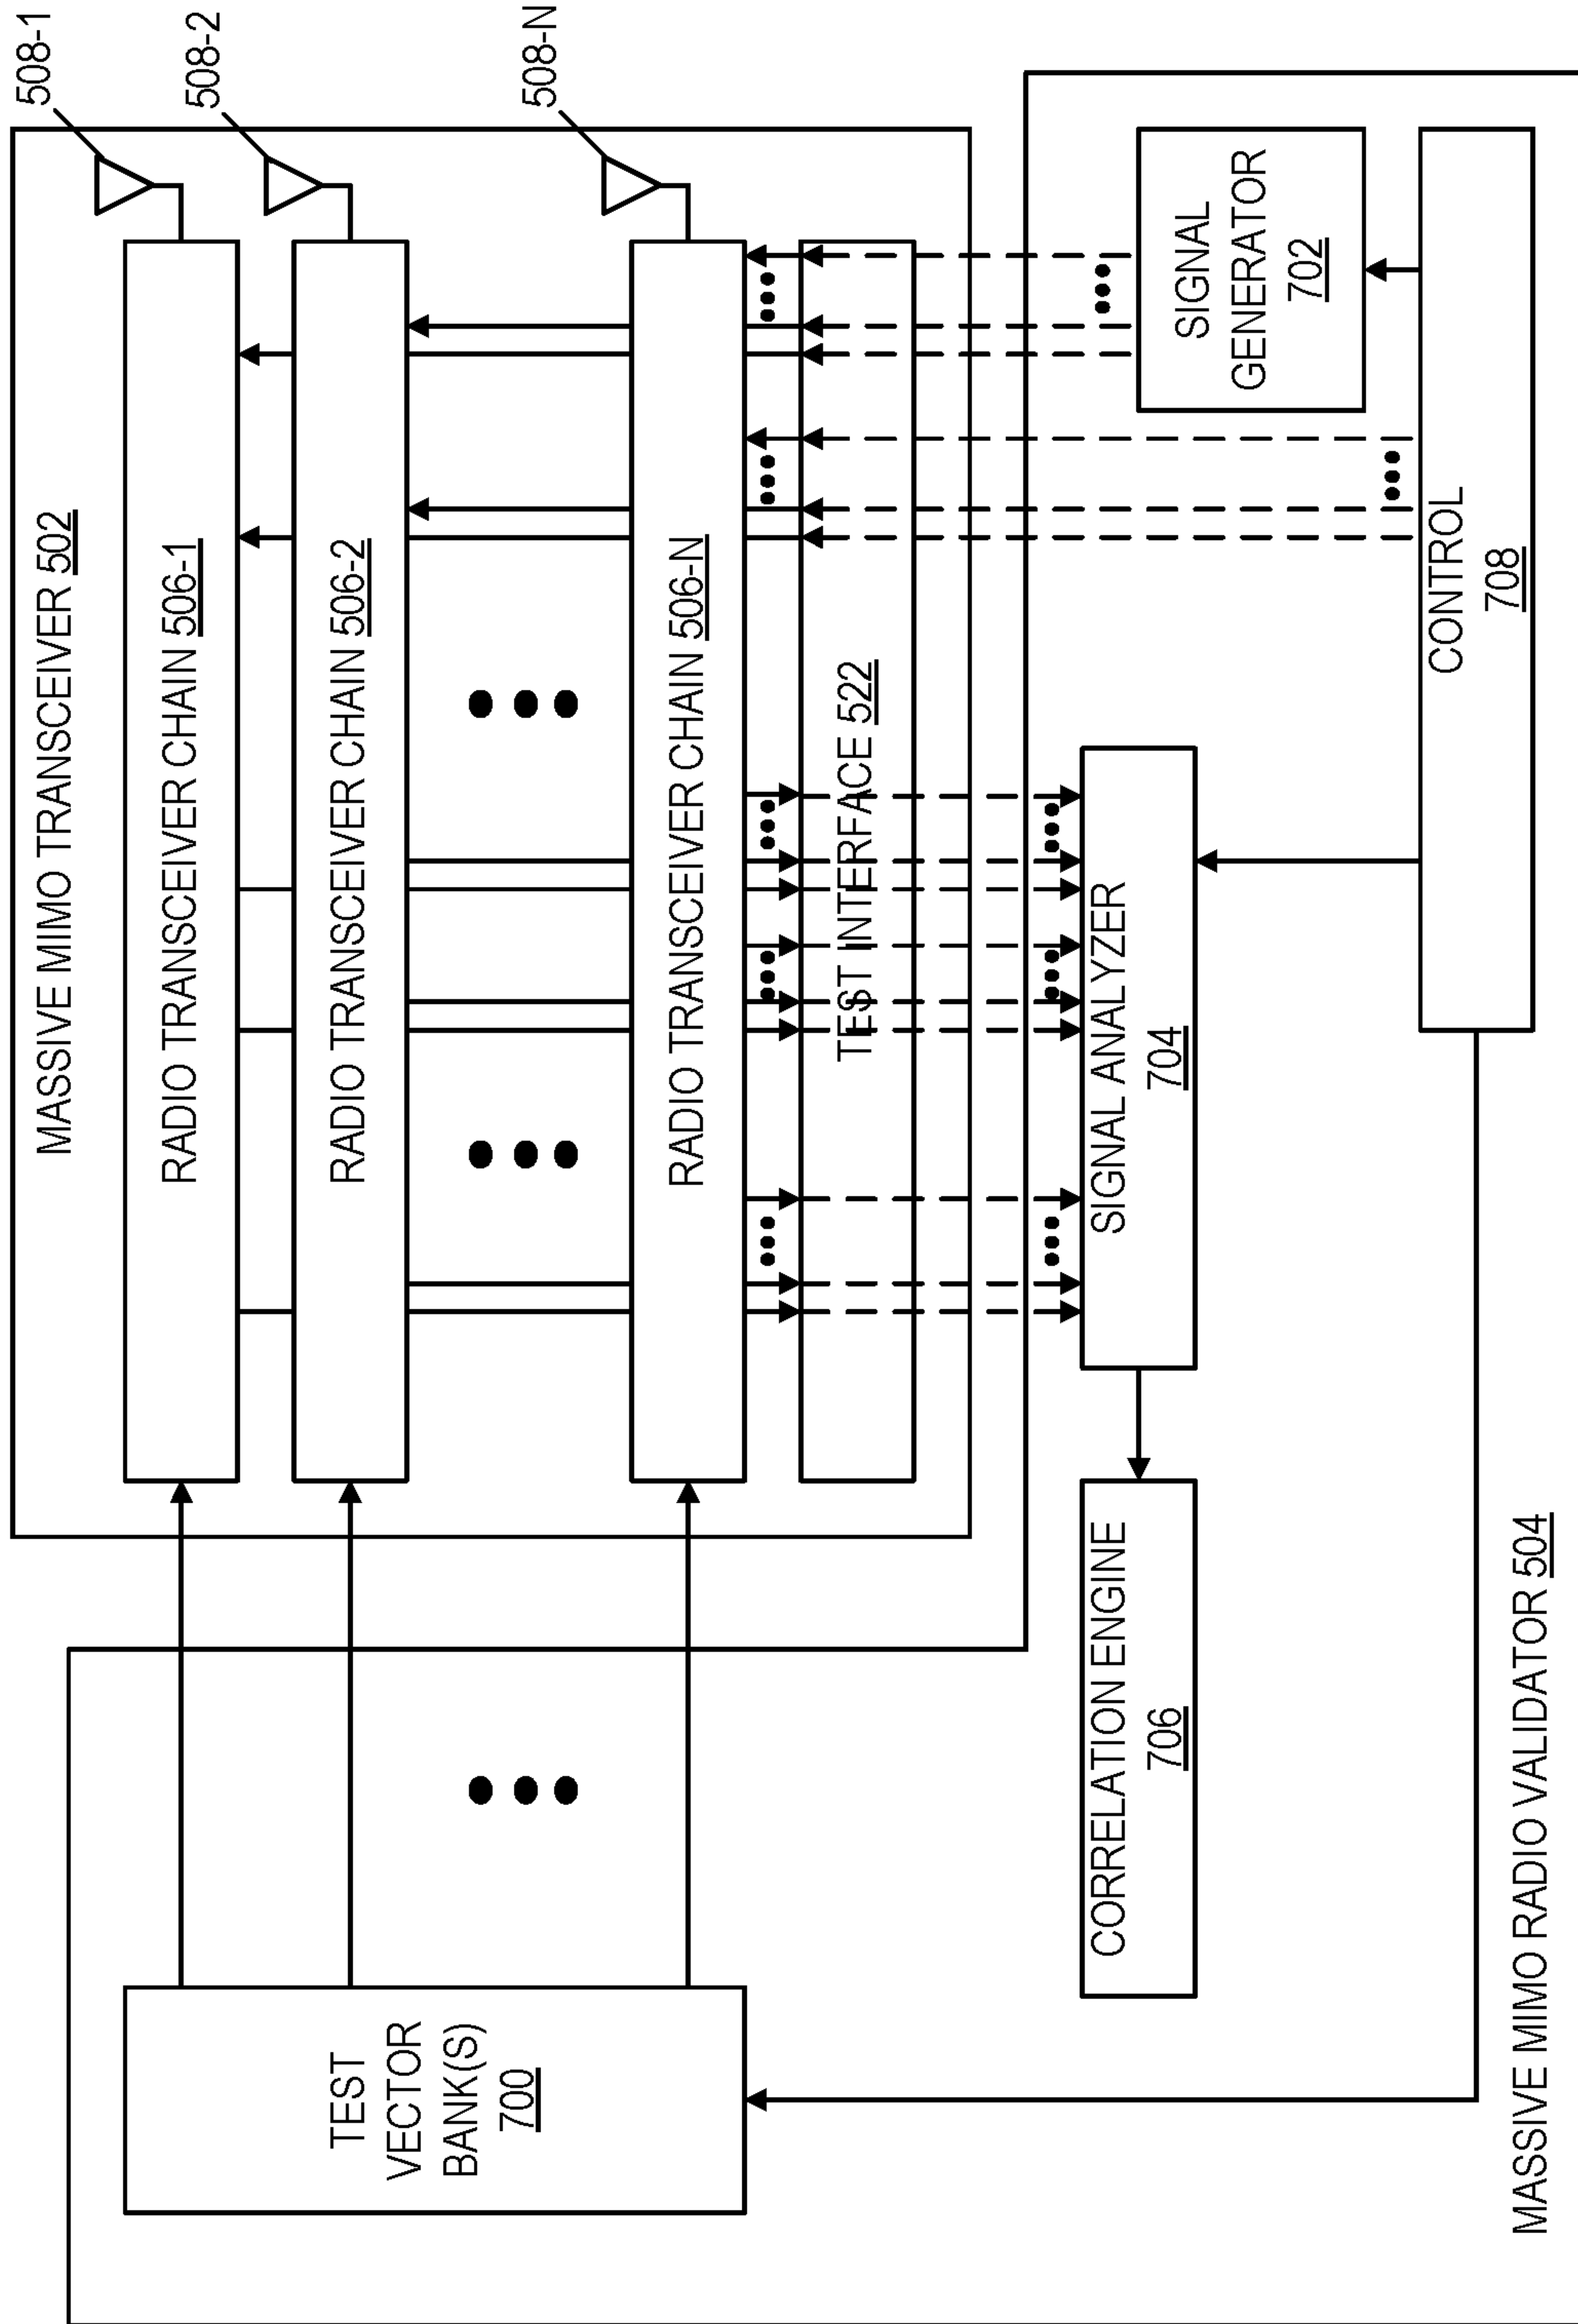 MASSIVE MIMO TRANSCEIVER 502
508-1
RADIO TRANSCEIVER CHAIN 506-1
508-2
RADIO TRANSCEIVER CHAIN 506-2
508-N
RADIO TRANSCEIVER CHAIN 506-N
TEST INTERFACE 522
TEST
VECTOR
BANK(S)
700
CORRELATION ENGINE
706
SIGNAL ANALYZER
704
SIGNAL
GENERATOR
702
CONTROL
708
MASSIVE MIMO RADIO VALIDATOR 504